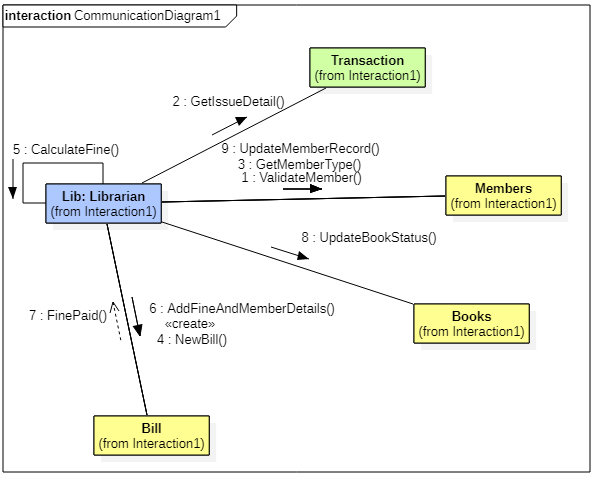 interaction CommunicationDiagram1
Transaction
(from Interaction1)
2 : GetIssueDetail()
5 : CalculateFine()
9 : UpdateMemberRecord()
3 : GetMemberType()
1 : ValidateMember()
Lib: Librarian
(from Interaction1)
Members
(from Interaction1)
8 : UpdateBookStatus()
7 : FinePaid()
6 : AddFineAndMemberDetails()
«create»
4 : NewBill()
Books
(from Interaction1)
Bill
(from Interaction1)